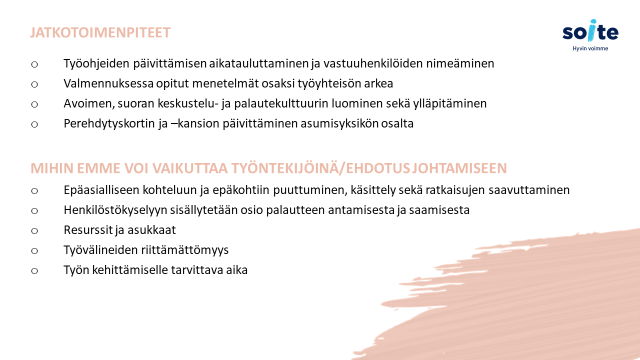 JATKOTOIMENPITEET
soite
Hyvin voimme
o Työohjeiden päivittämisen aikatauluttaminen ja vastuuhenkilöiden nimeäminen
o Valmennuksessa opitut menetelmät osaksi työyhteisön arkea
o Avoimen, suoran keskustelu- ja palautekulttuurin luominen sekä ylläpitäminen
o Perehdytyskortin ja –kansion päivittäminen asumisyksikön osalta
MIHIN EMME VOI VAIKUTTAA TYÖNTEKIJÖINÄ/EHDOTUS JOHTAMISEEN
o Epäasialliseen kohteluun ja epäkohtiin puuttuminen, käsittely sekä ratkaisujen saavuttaminen
o Henkilöstökyselyyn sisällytetään osio palautteen antamisesta ja saamisesta
o Resurssit ja asukkaat
o Työvälineiden riittämättömyys
o Työn kehittämiselle tarvittava aika